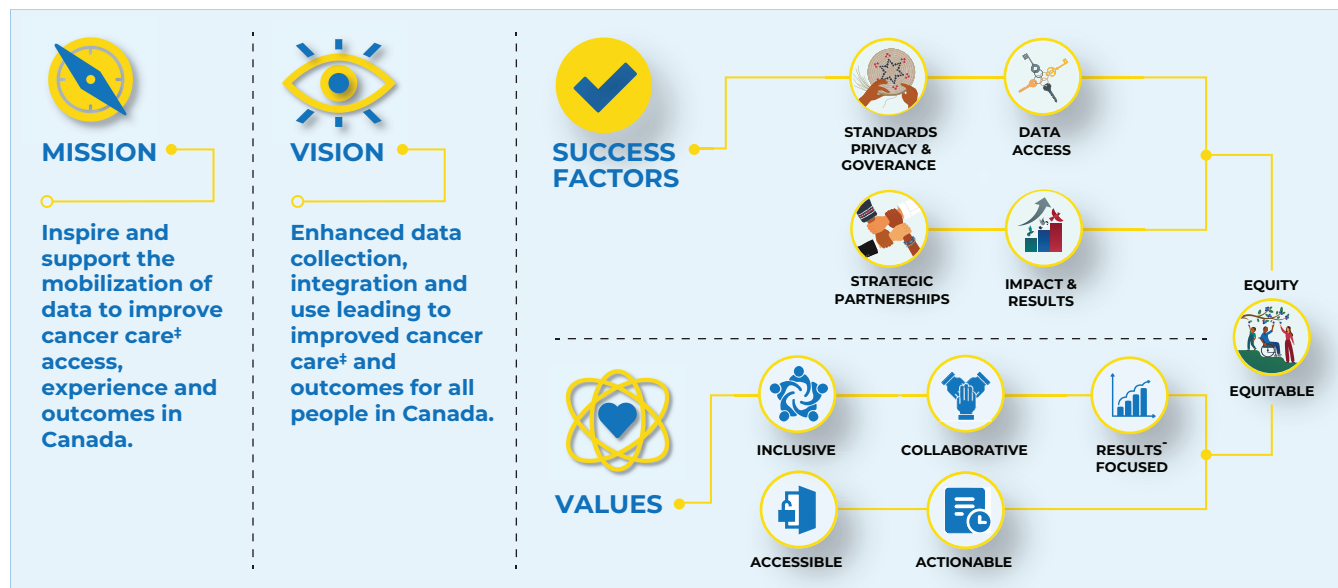 MISSION
Inspire and
support the
mobilization of
data to improve
cancer care‡
access,
experience and
outcomes in
Canada.
VISION
Enhanced data
collection,
integration and
use leading to
improved cancer
care‡ and
outcomes for all
people in Canada.
SUCCESS
FACTORS
STANDARDS
PRIVACY &
GOVERANCE
DATA
ACCESS
STRATEGIC
PARTNERSHIPS
IMPACT &
RESULTS
EQUITY
EQUITABLE
VALUES
INCLUSIVE
COLLABORATIVE
RESULTS-
FOCUSED
ACCESSIBLE
ACTIONABLE